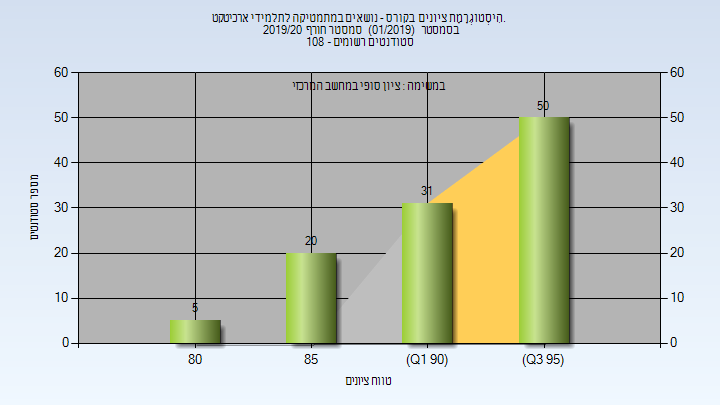 הִיסטוגְרָמַת ציונים בקורס - נושאים במתמטיקה לתלמידי ארכיטקט.
בסמסטר (01/2019) סמסטר חורף 2019/20
סטודנטים רשומים - 108
במשימה : ציון סופי במחשב המרכזי
60 60
50 50 50
40 40
31
30 30
20 20 20
10 10
5
0 0
80 85 (Q1 90) (Q3 95)
מספר סטודנטים
טווח ציונים